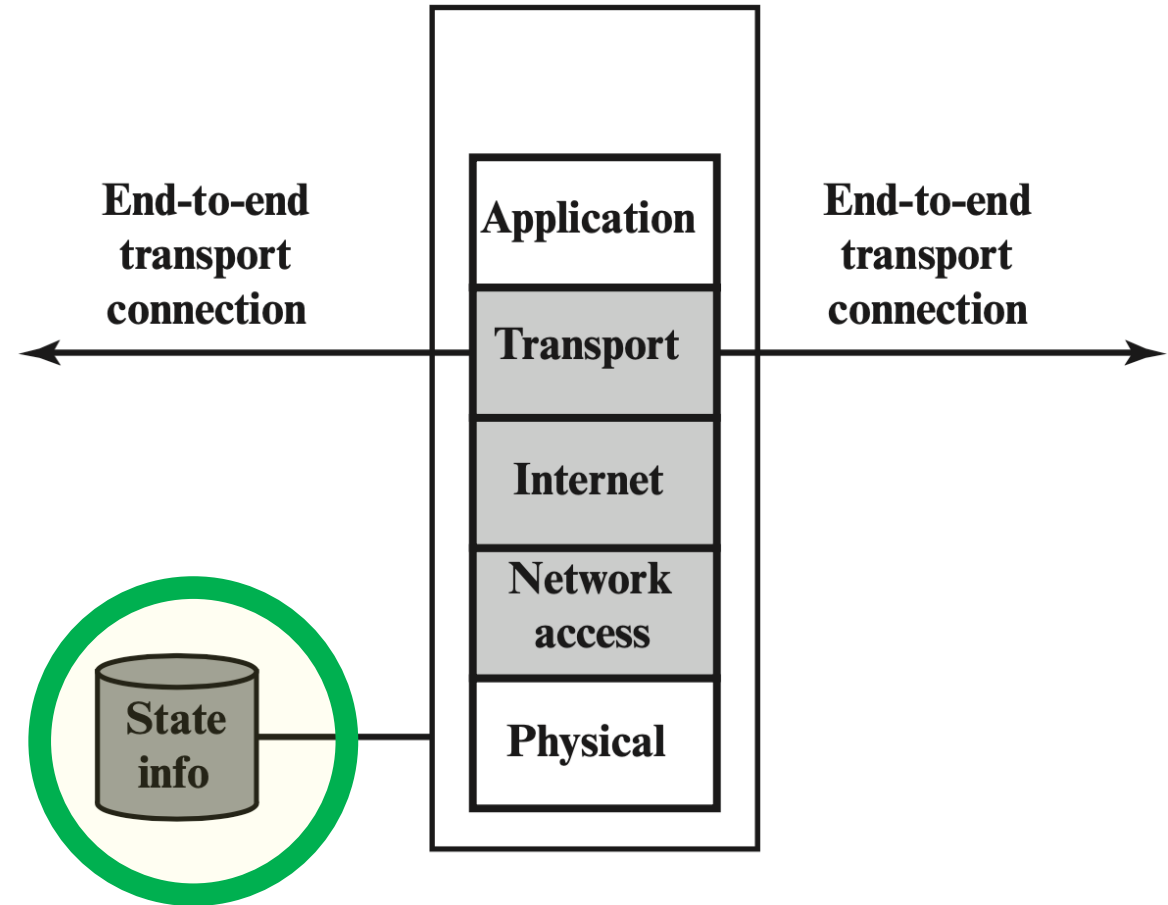 End-to-end
transport
connection
Application
Transport
Internet
Network
access
Physical
End-to-end
transport
connection
State
info